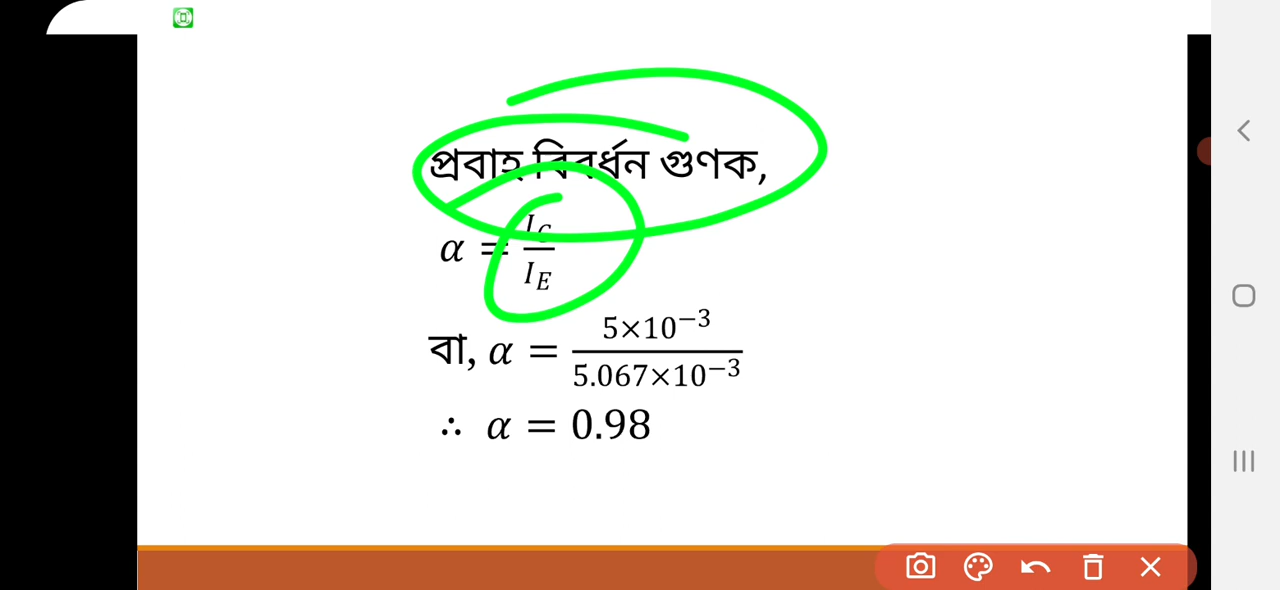 প্রবাহ বিবর্ধন গুণক,
α = I_C / I_E
বা, α = 5×10⁻³ / 5.067×10⁻³
∴ α = 0.98